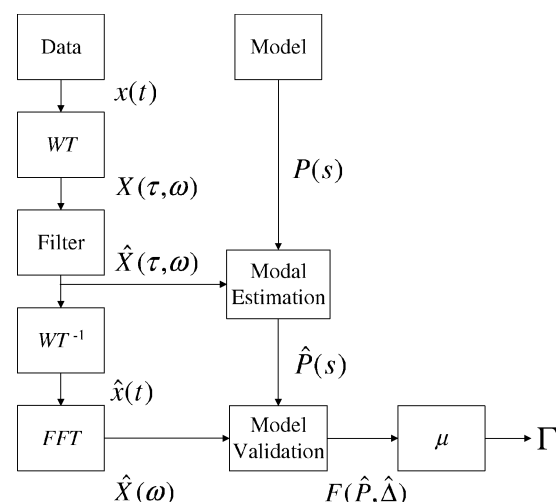 Data
Model
x(t)
WT
P(s)
X(τ,ω)
Filter
X̂(τ,ω)
Modal
Estimation
WT⁻¹
P̂(s)
x̂(t)
FFT
Model
Validation
μ
Γ
X̂(ω)
F(P̂,Δ̂)